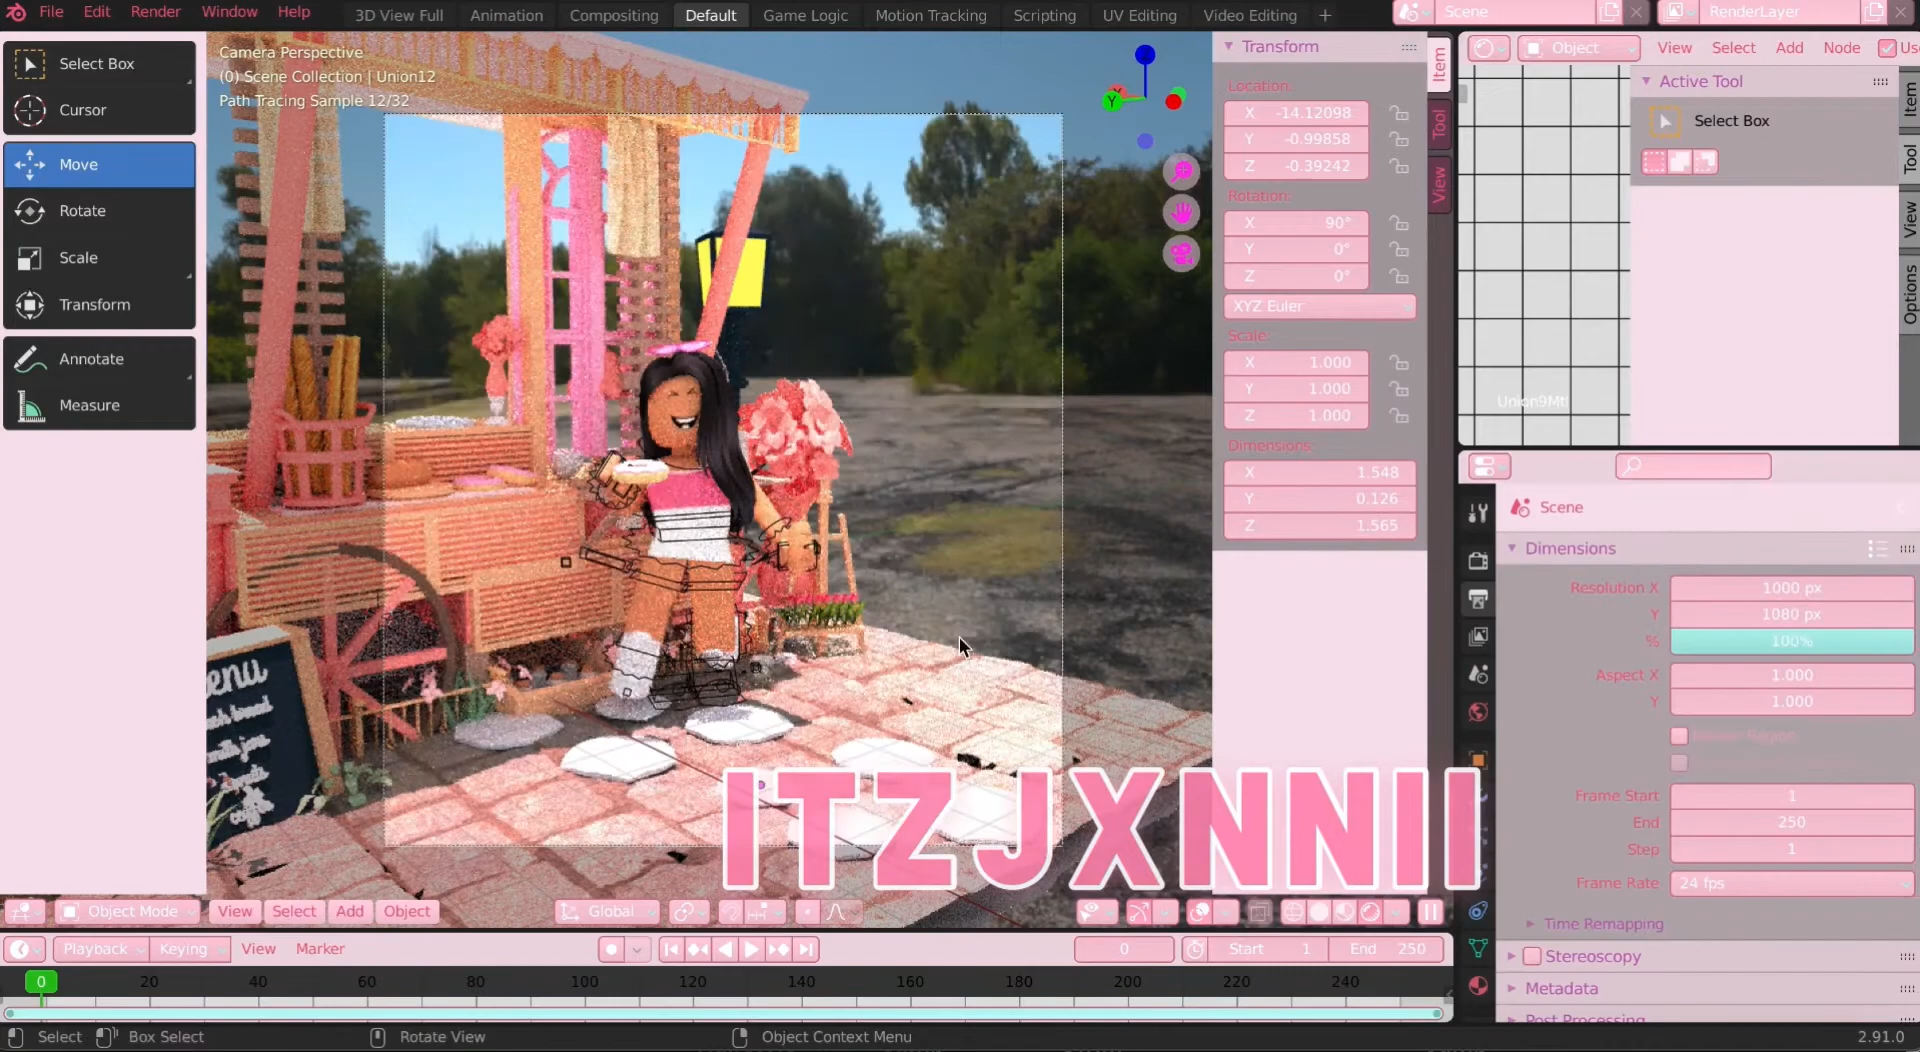 File Edit Render Window Help
3D View Full Animation Compositing Default Game Logic Motion Tracking Scripting UV Editing Video Editing +
Scene
RenderLayer
Select Box
Cursor
Move
Rotate
Scale
Transform
Annotate
Measure
Camera Perspective
(0) Scene Collection | Union12
Path Tracing Sample 12/32
Y
Transform
Location:
X -14.12098
Y -0.99858
Z -0.39242
Rotation:
X 90°
Y 0°
Z 0°
XYZ Euler
Scale:
X 1.000
Y 1.000
Z 1.000
Dimensions:
X 1.548
Y 0.126
Z 1.565
Item
Tool
View
Object View Select Add Node
Active Tool
Select Box
Item
Tool
View
Options
Union9Mtl
Scene
Dimensions
Resolution X 1000 px
Y 1080 px
% 100%
Aspect X 1.000
Y 1.000
Frame Start 1
End 250
Step 1
Frame Rate 24 fps
Time Remapping
Stereoscopy
Metadata
Post Processing
enu
ITZJXNNII
Object Mode View Select Add Object Global
Playback Keying View Marker 0 Start 1 End 250
0 20 40 60 80 100 120 140 160 180 200 220 240
Select Box Select Rotate View Object Context Menu 2.91.0